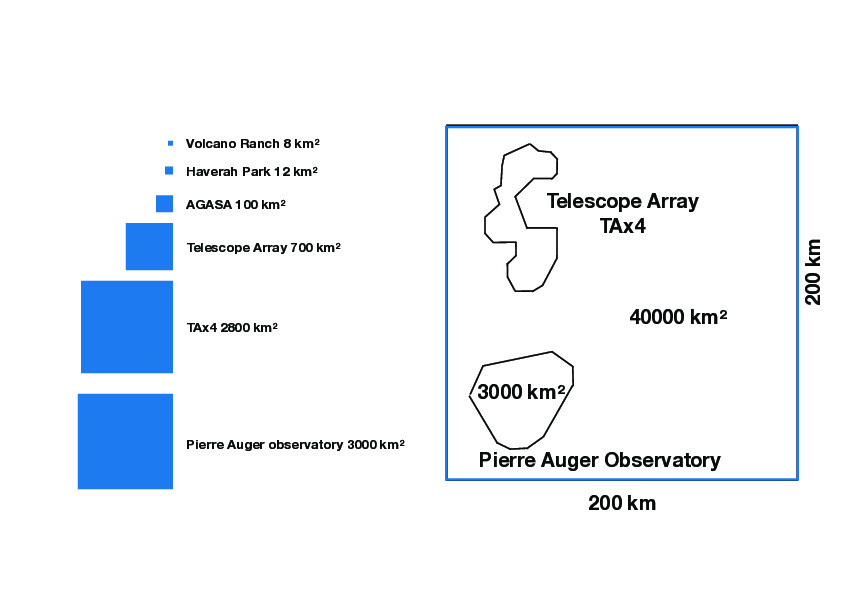 Volcano Ranch 8 km²
Haverah Park 12 km²
AGASA 100 km²
Telescope Array 700 km²
TAx4 2800 km²
Pierre Auger observatory 3000 km²
Telescope Array
TAx4
200 km
40000 km²
3000 km²
Pierre Auger Observatory
200 km